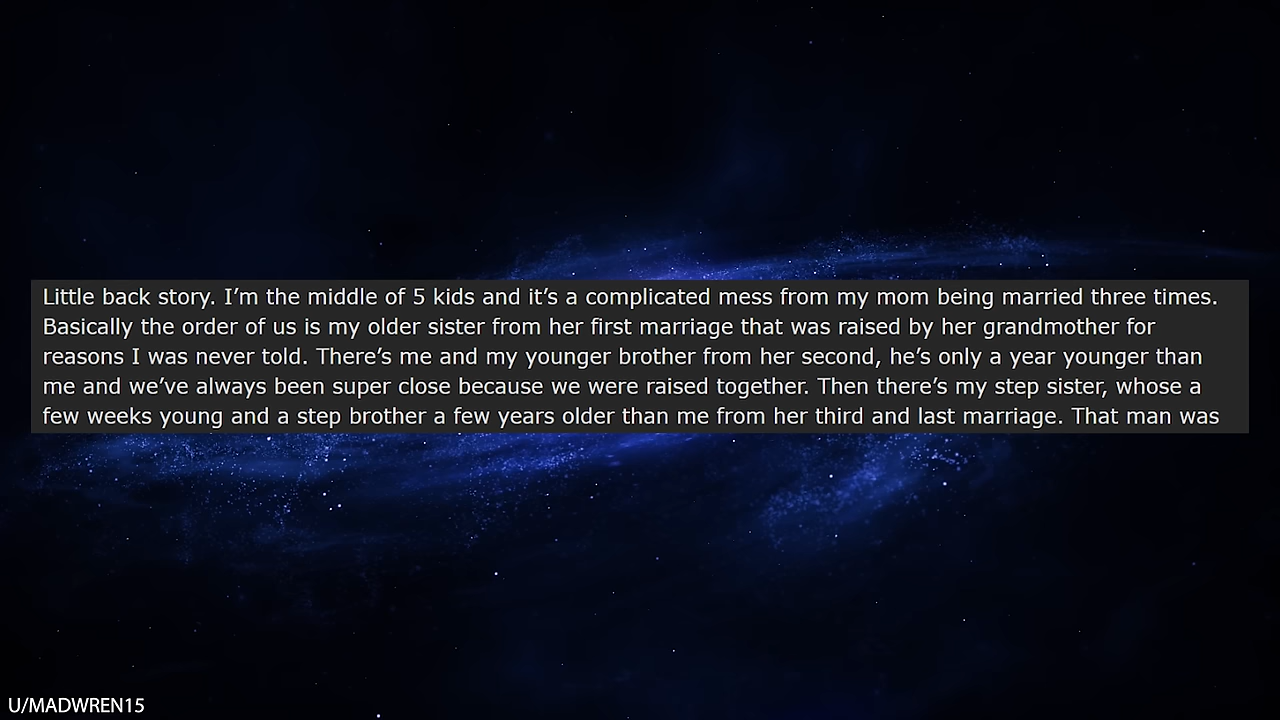 Little back story. I’m the middle of 5 kids and it’s a complicated mess from my mom being married three times.
Basically the order of us is my older sister from her first marriage that was raised by her grandmother for
reasons I was never told. There’s me and my younger brother from her second, he’s only a year younger than
me and we’ve always been super close because we were raised together. Then there’s my step sister, whose a
few weeks young and a step brother a few years older than me from her third and last marriage. That man was
U/MADWREN15